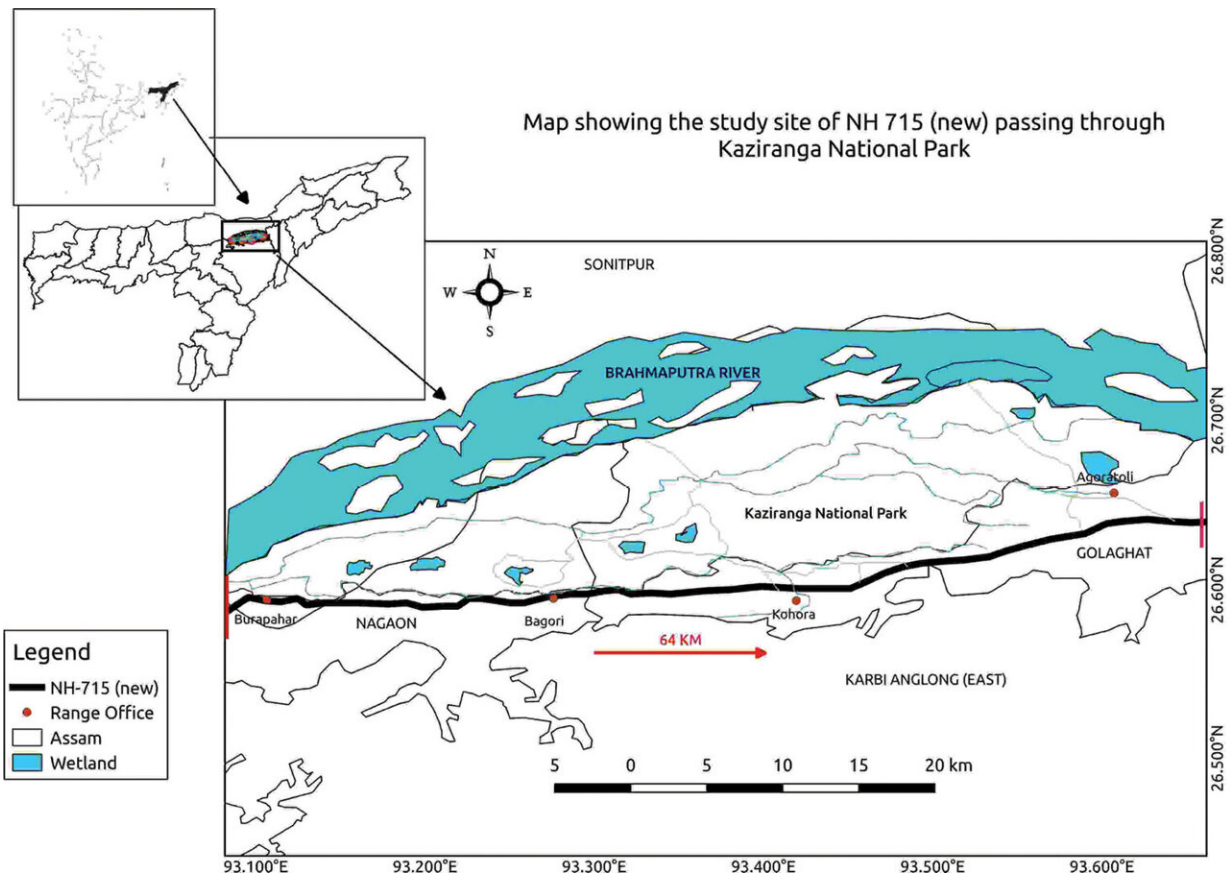 Map showing the study site of NH 715 (new) passing through
Kaziranga National Park
N
W
E
S
SONITPUR
BRAHMAPUTRA RIVER
Agoratoli
Kaziranga National Park
GOLAGHAT
Burapahar
NAGAON
Bagori
Kohora
64 KM
KARBI ANGLONG (EAST)
Legend
NH-715 (new)
Range Office
Assam
Wetland
5 0 5 10 15 20 km
26.800°N
26.700°N
26.600°N
26.500°N
93.100°E 93.200°E 93.300°E 93.400°E 93.500°E 93.600°E